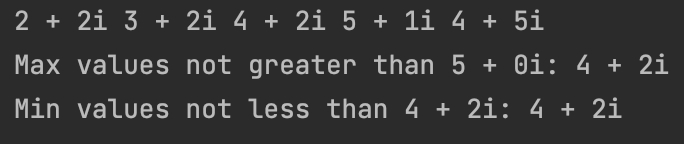 2 + 2i 3 + 2i 4 + 2i 5 + 1i 4 + 5i
Max values not greater than 5 + 0i: 4 + 2i
Min values not less than 4 + 2i: 4 + 2i